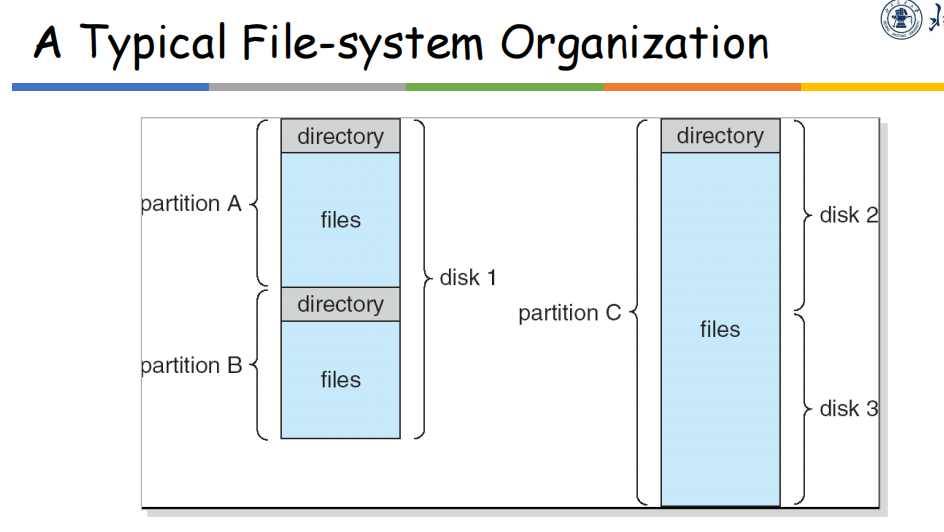 A Typical File-system Organization
directory
directory
partition A
files
disk 2
disk 1
directory
partition C
files
partition B
files
disk 3